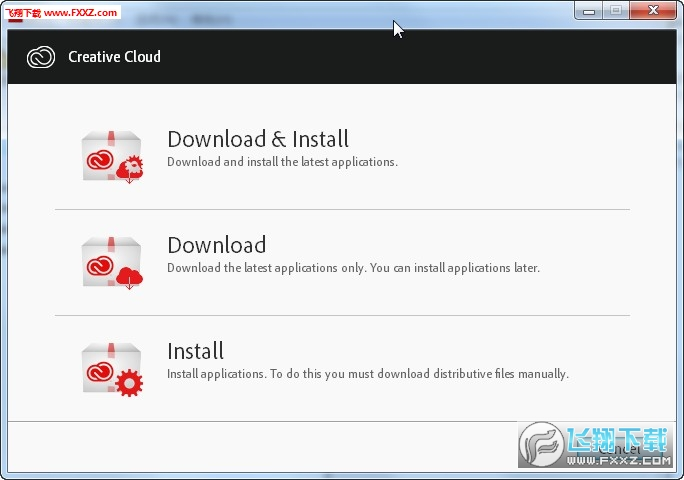 飞翔下载 www.FXXZ.com
Creative Cloud
Download & Install
Download and install the latest applications.
Download
Download the latest applications only. You can install applications later.
Install
Install applications. To do this you must download distributive files manually.
Cancel
飞翔下载
WWW.FXXZ.COM